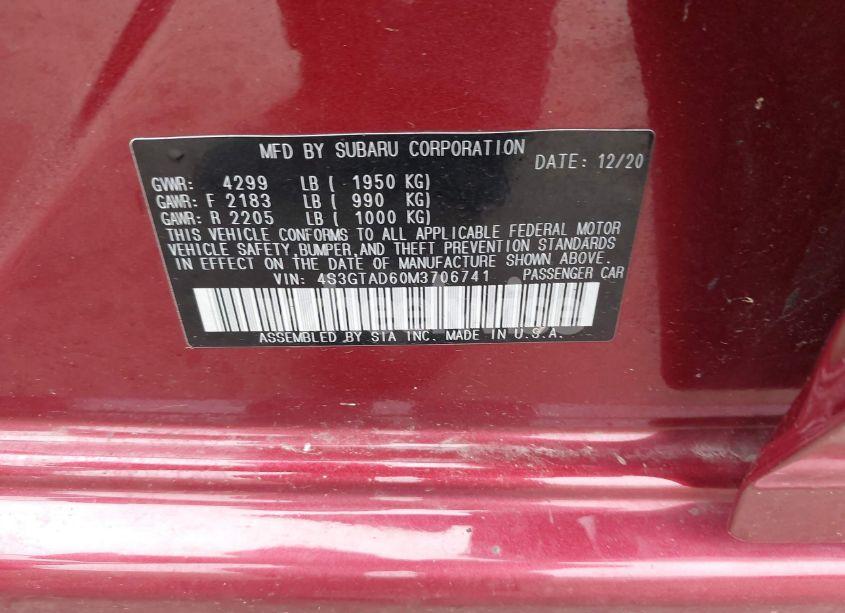 MFD BY SUBARU CORPORATION DATE: 12/20
GVWR: 4299 LB ( 1950 KG)
GAWR: F 2183 LB ( 990 KG)
GAWR: R 2205 LB ( 1000 KG)
THIS VEHICLE CONFORMS TO ALL APPLICABLE FEDERAL MOTOR
VEHICLE SAFETY,BUMPER,AND THEFT PREVENTION STANDARDS
IN EFFECT ON THE DATE OF MANUFACTURE SHOWN ABOVE.
VIN: 4S3GTAD60M3706741 PASSENGER CAR
ASSEMBLED BY SIA INC. MADE IN U.S.A.